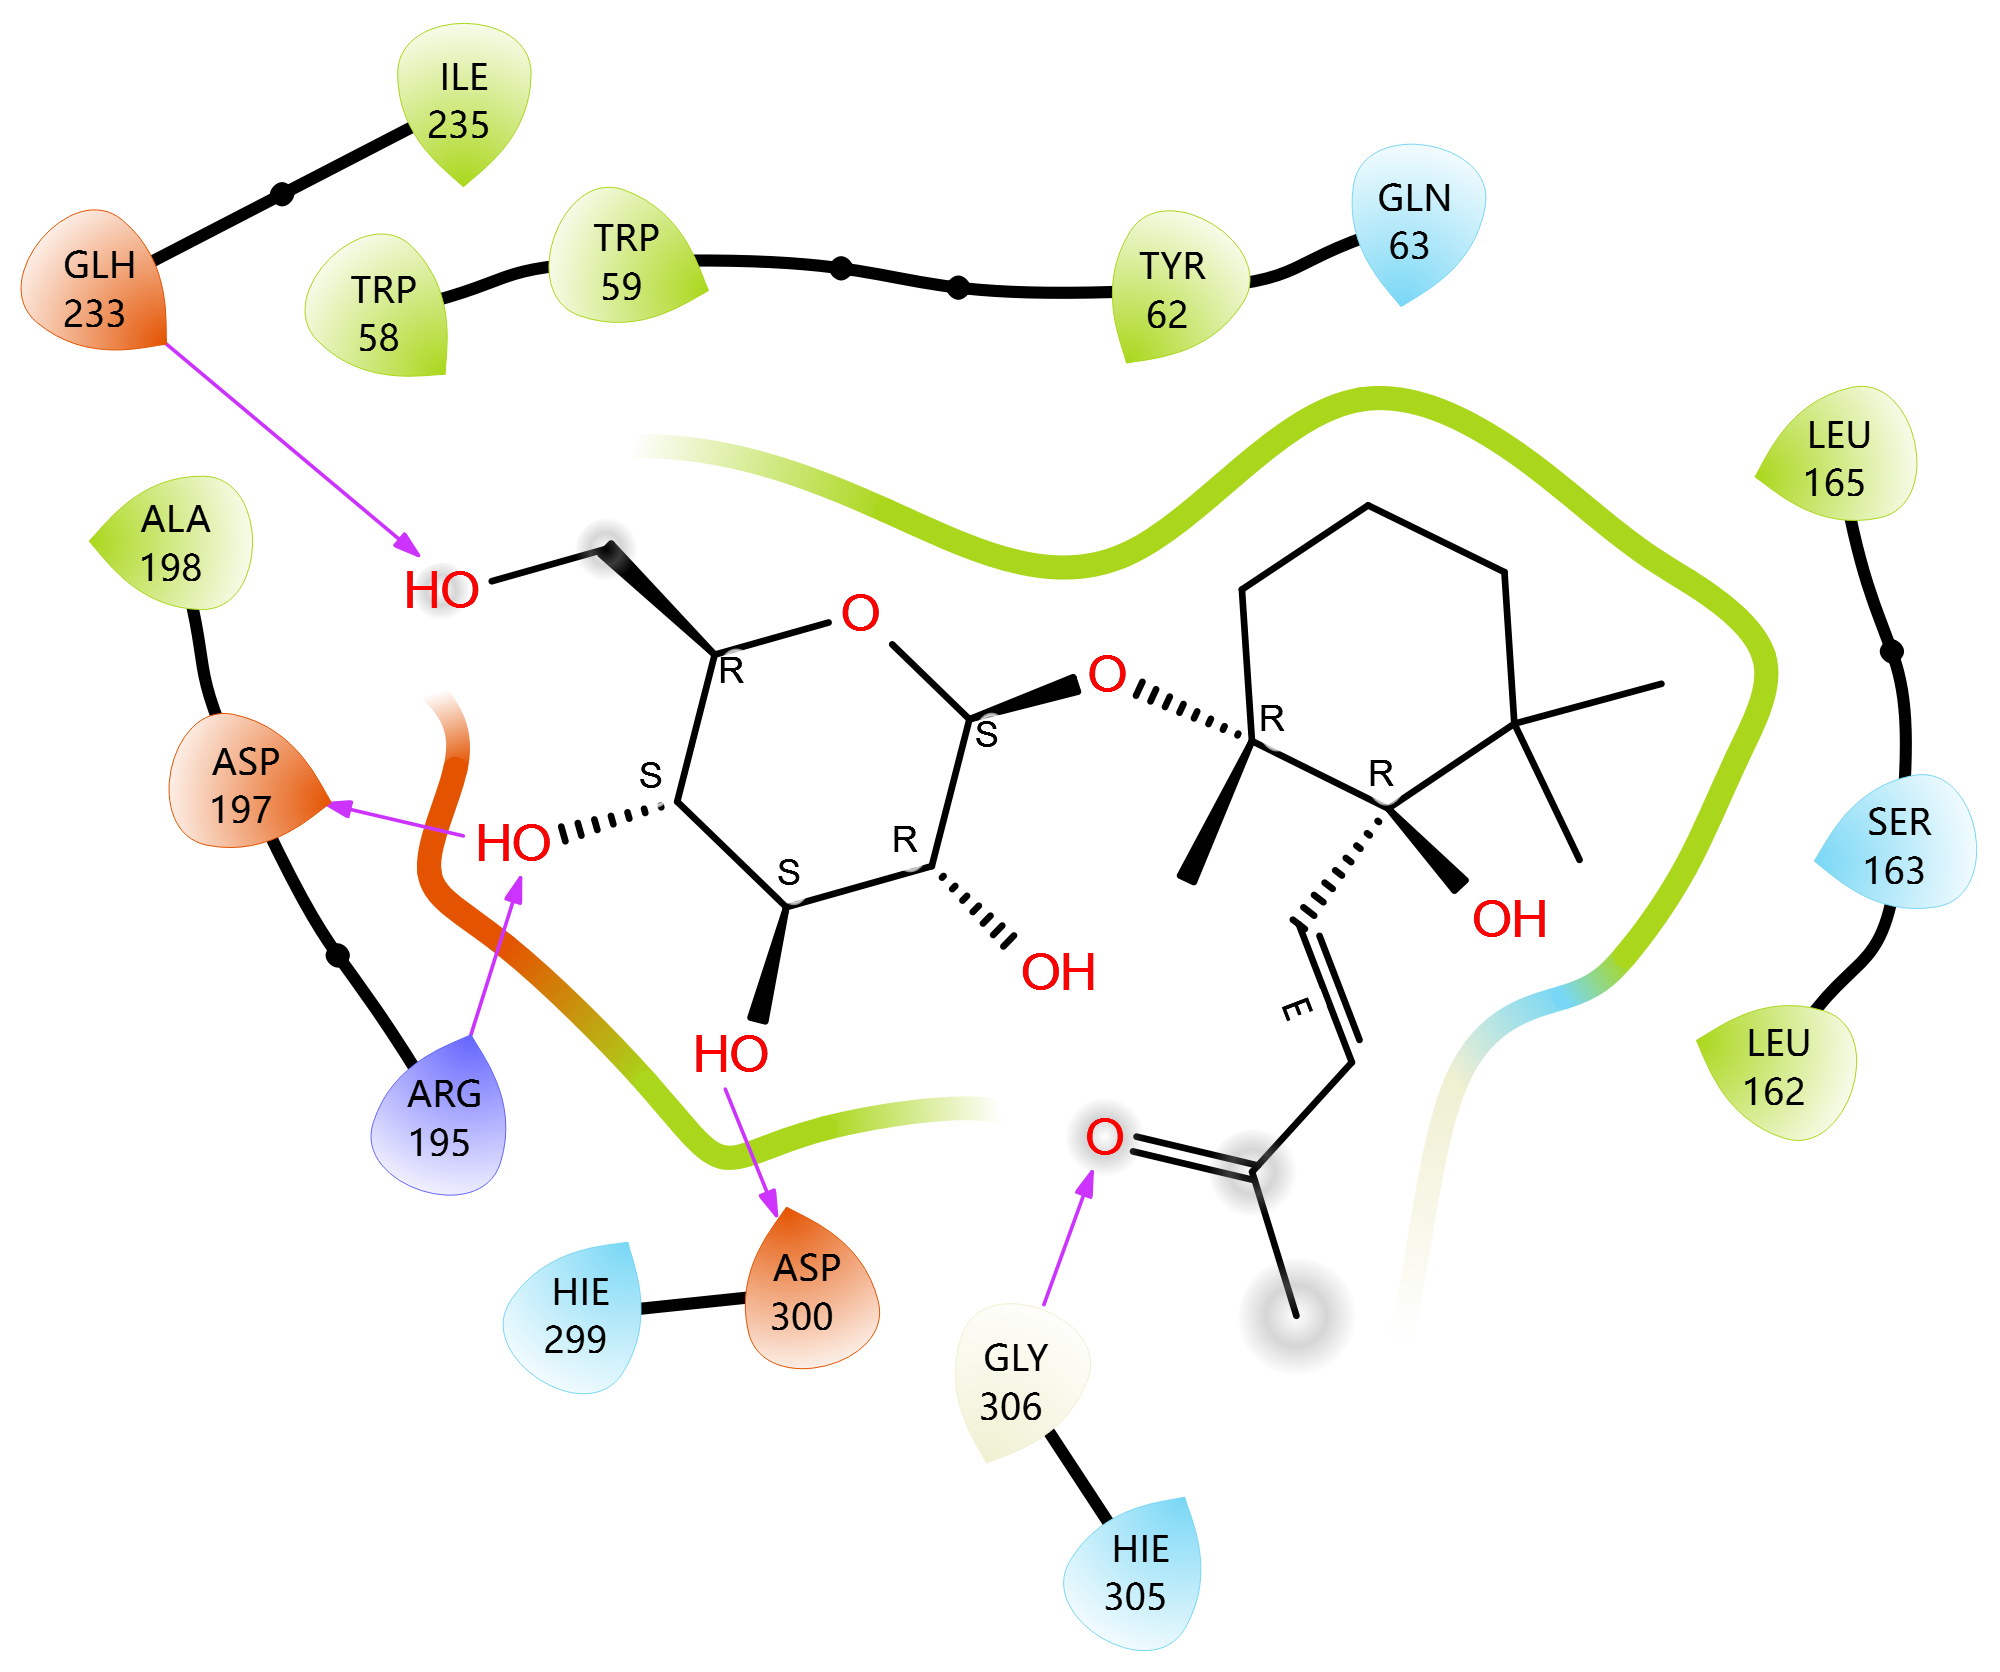 ILE
235
GLN
63
TRP
59
GLH
233
TYR
62
TRP
58
LEU
165
ALA
198
HO
O
R
O
S
R
R
S
ASP
197
HO
R
S
SER
163
OH
OH
E
HO
LEU
162
ARG
195
O
ASP
300
HIE
299
GLY
306
HIE
305